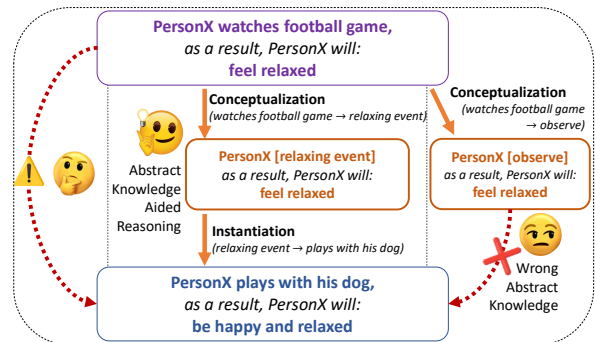 PersonX watches football game,
as a result, PersonX will:
feel relaxed
Conceptualization
(watches football game → relaxing event)
Conceptualization
(watches football game
→ observe)
Abstract
Knowledge
Aided
Reasoning
PersonX [relaxing event]
as a result, PersonX will:
feel relaxed
PersonX [observe]
as a result, PersonX will:
feel relaxed
Instantiation
(relaxing event → plays with his dog)
Wrong
Abstract
Knowledge
PersonX plays with his dog,
as a result, PersonX will:
be happy and relaxed